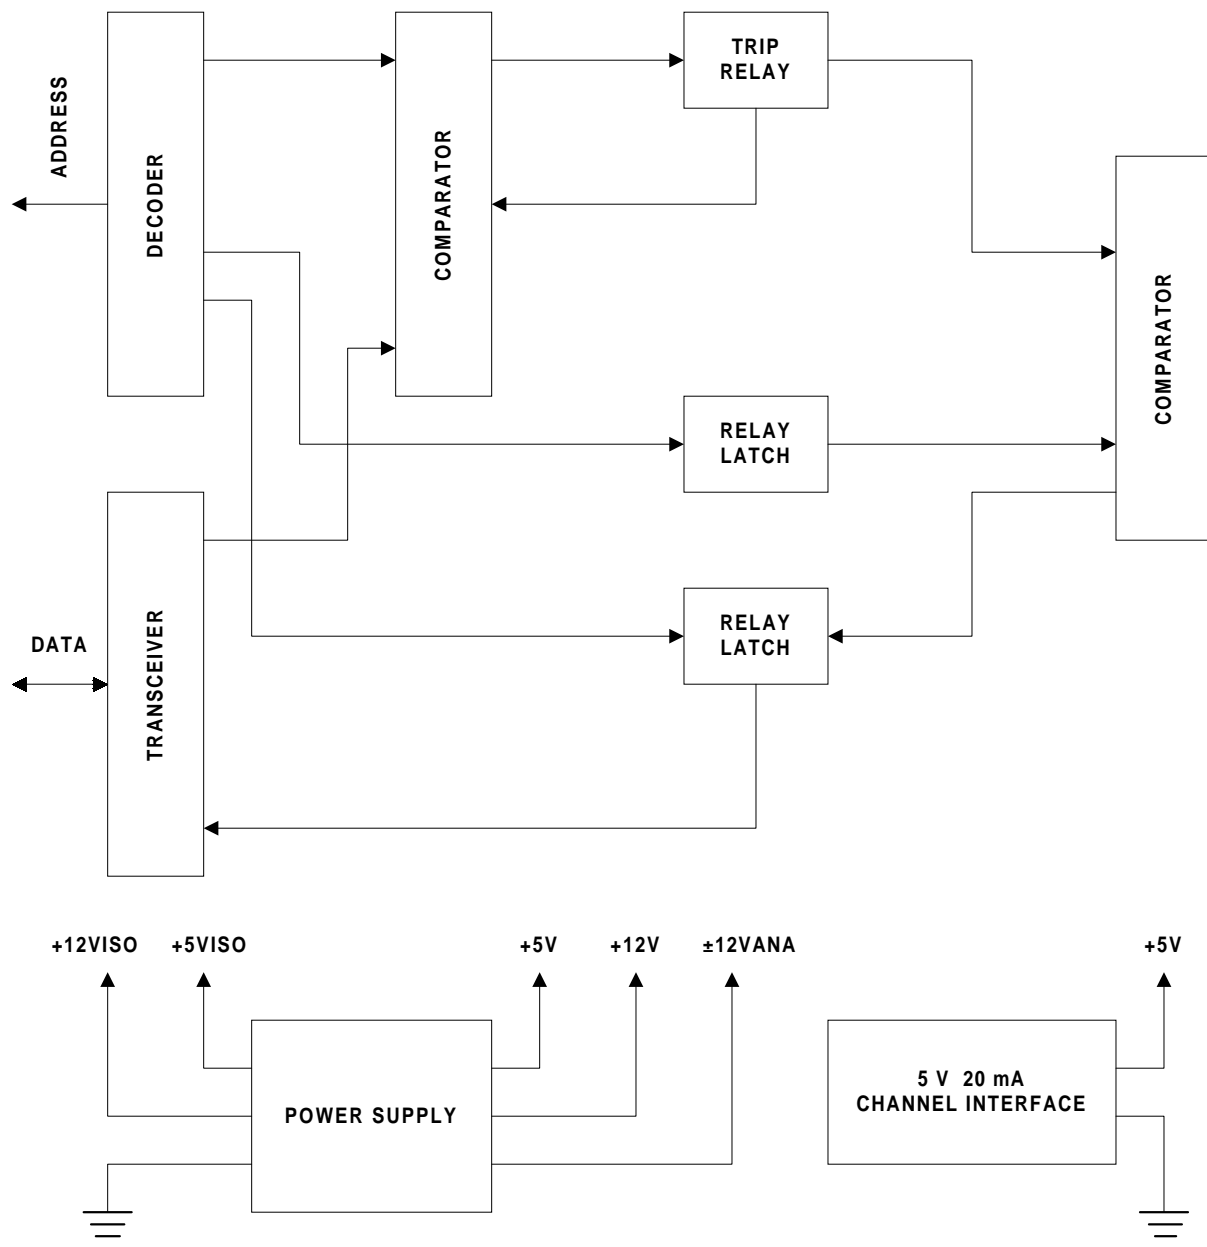 TRIP
RELAY
ADDRESS
DECODER
COMPARATOR
COMPARATOR
RELAY
LATCH
RELAY
LATCH
DATA
TRANSCEIVER
+12VISO
+5VISO
+5V
+12V
±12VANA
+5V
POWER SUPPLY
5 V 20 mA
CHANNEL INTERFACE